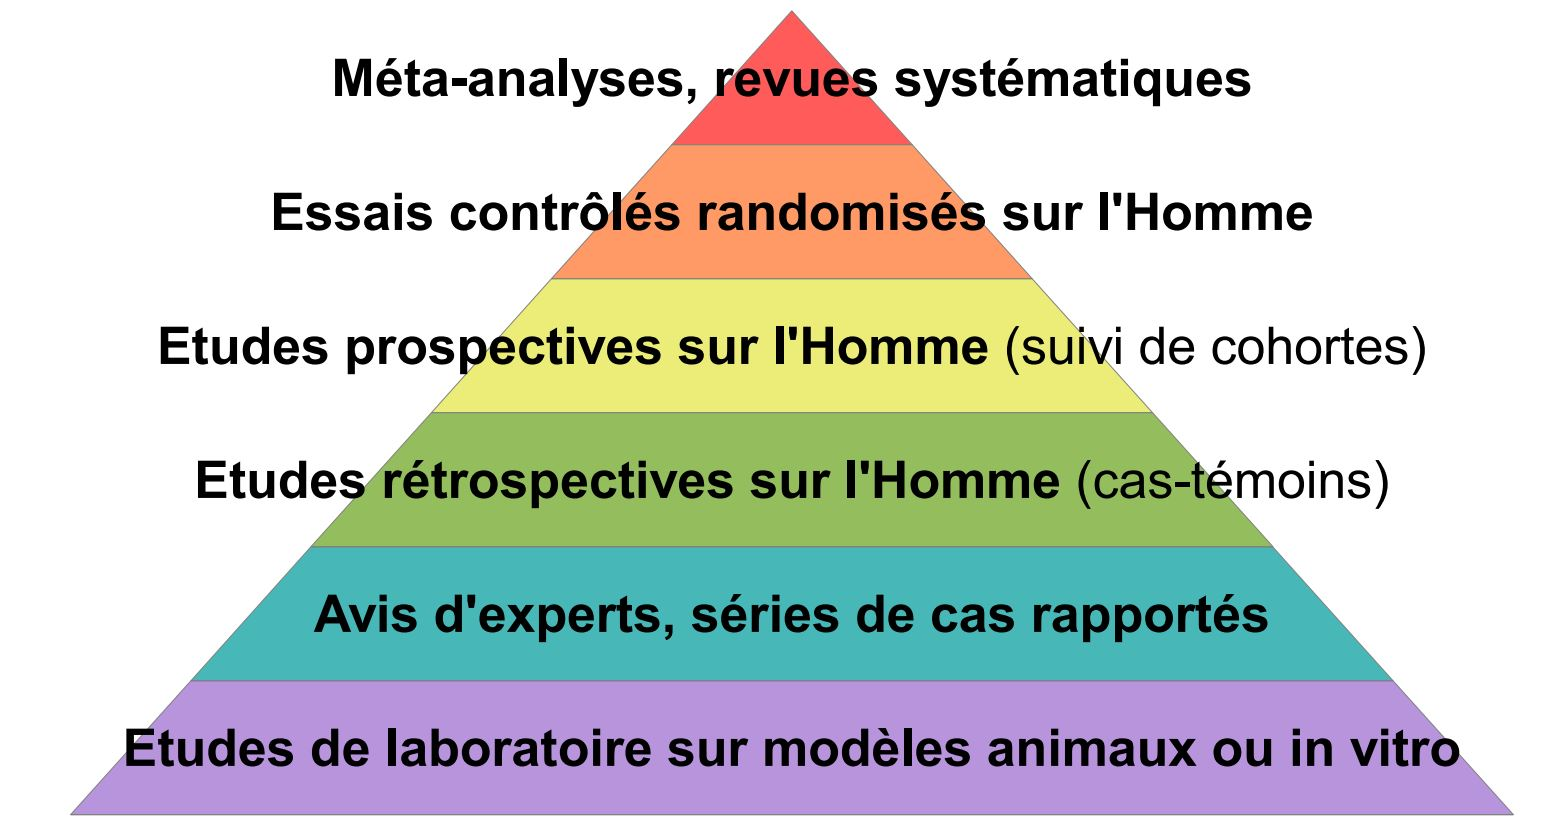 Méta-analyses, revues systématiques
Essais contrôlés randomisés sur l'Homme
Etudes prospectives sur l'Homme (suivi de cohortes)
Etudes rétrospectives sur l'Homme (cas-témoins)
Avis d'experts, séries de cas rapportés
Etudes de laboratoire sur modèles animaux ou in vitro